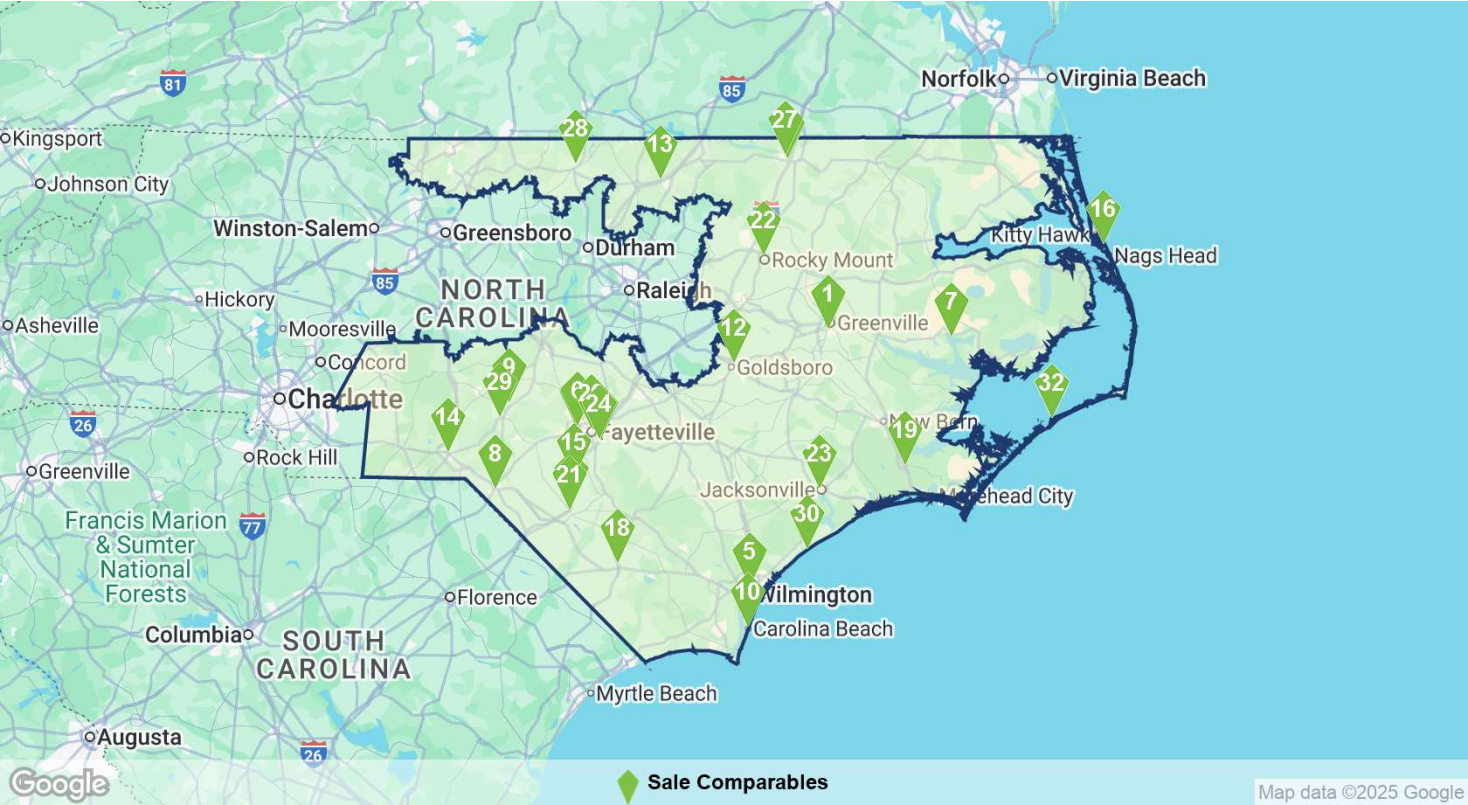 81
85
Norfolk
Virginia Beach
Kingsport
28
13
27
Johnson City
Winston-Salem
Greensboro
Durham
22
Kitty Hawk
16
Nags Head
Rocky Mount
85
NORTH
CAROLINA
Raleigh
Hickory
1
7
Asheville
Mooresville
Greenville
12
Concord
Goldsboro
9
29
Charlotte
24
32
26
14
Fayetteville
New Bern
19
15
Rock Hill
8
23
Greenville
21
Jacksonville
Morehead City
Francis Marion
& Sumter
National
Forests
77
18
30
5
Florence
10
Wilmington
Columbia
SOUTH
CAROLINA
Carolina Beach
Myrtle Beach
Augusta
26
Google
Sale Comparables
Map data ©2025 Google